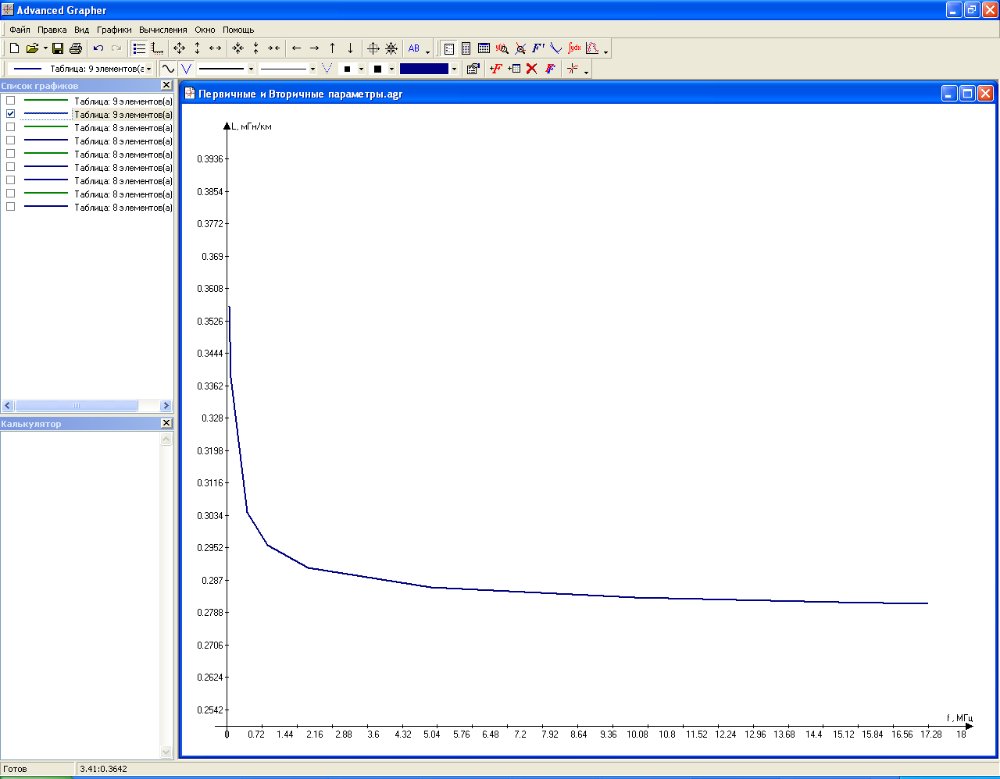 Advanced Grapher
Файл Правка Вид Графики Вычисления Окно Помощь
AB
y(x)
F'
∫ydx
Таблица: 9 элементов(а
+F
F
Список графиков
Таблица: 9 элементов(а)
Таблица: 9 элементов(а)
Таблица: 8 элементов(а)
Таблица: 8 элементов(а)
Таблица: 8 элементов(а)
Таблица: 8 элементов(а)
Таблица: 8 элементов(а)
Таблица: 8 элементов(а)
Таблица: 8 элементов(а)
Калькулятор
Первичные и Вторичные параметры.agr
L, мГн/км
0.3936
0.3854
0.3772
0.369
0.3608
0.3526
0.3444
0.3362
0.328
0.3198
0.3116
0.3034
0.2952
0.287
0.2788
0.2706
0.2624
0.2542
f, МГц
0 0.72 1.44 2.16 2.88 3.6 4.32 5.04 5.76 6.48 7.2 7.92 8.64 9.36 10.08 10.8 11.52 12.24 12.96 13.68 14.4 15.12 15.84 16.56 17.28 18
Готов 3.41:0.3642